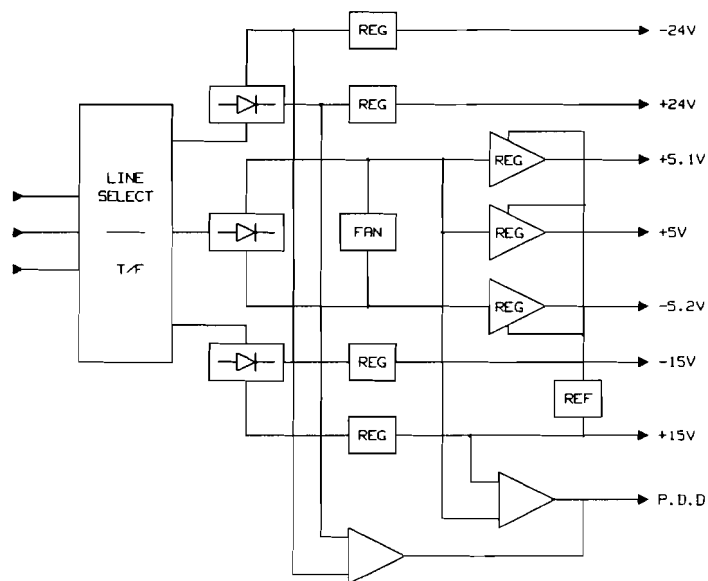 REG
-24V
REG
+24V
LINE
SELECT
T/F
REG
+5.1V
FAN
REG
+5V
REG
-5.2V
REG
-15V
REF
REG
+15V
P.D.D